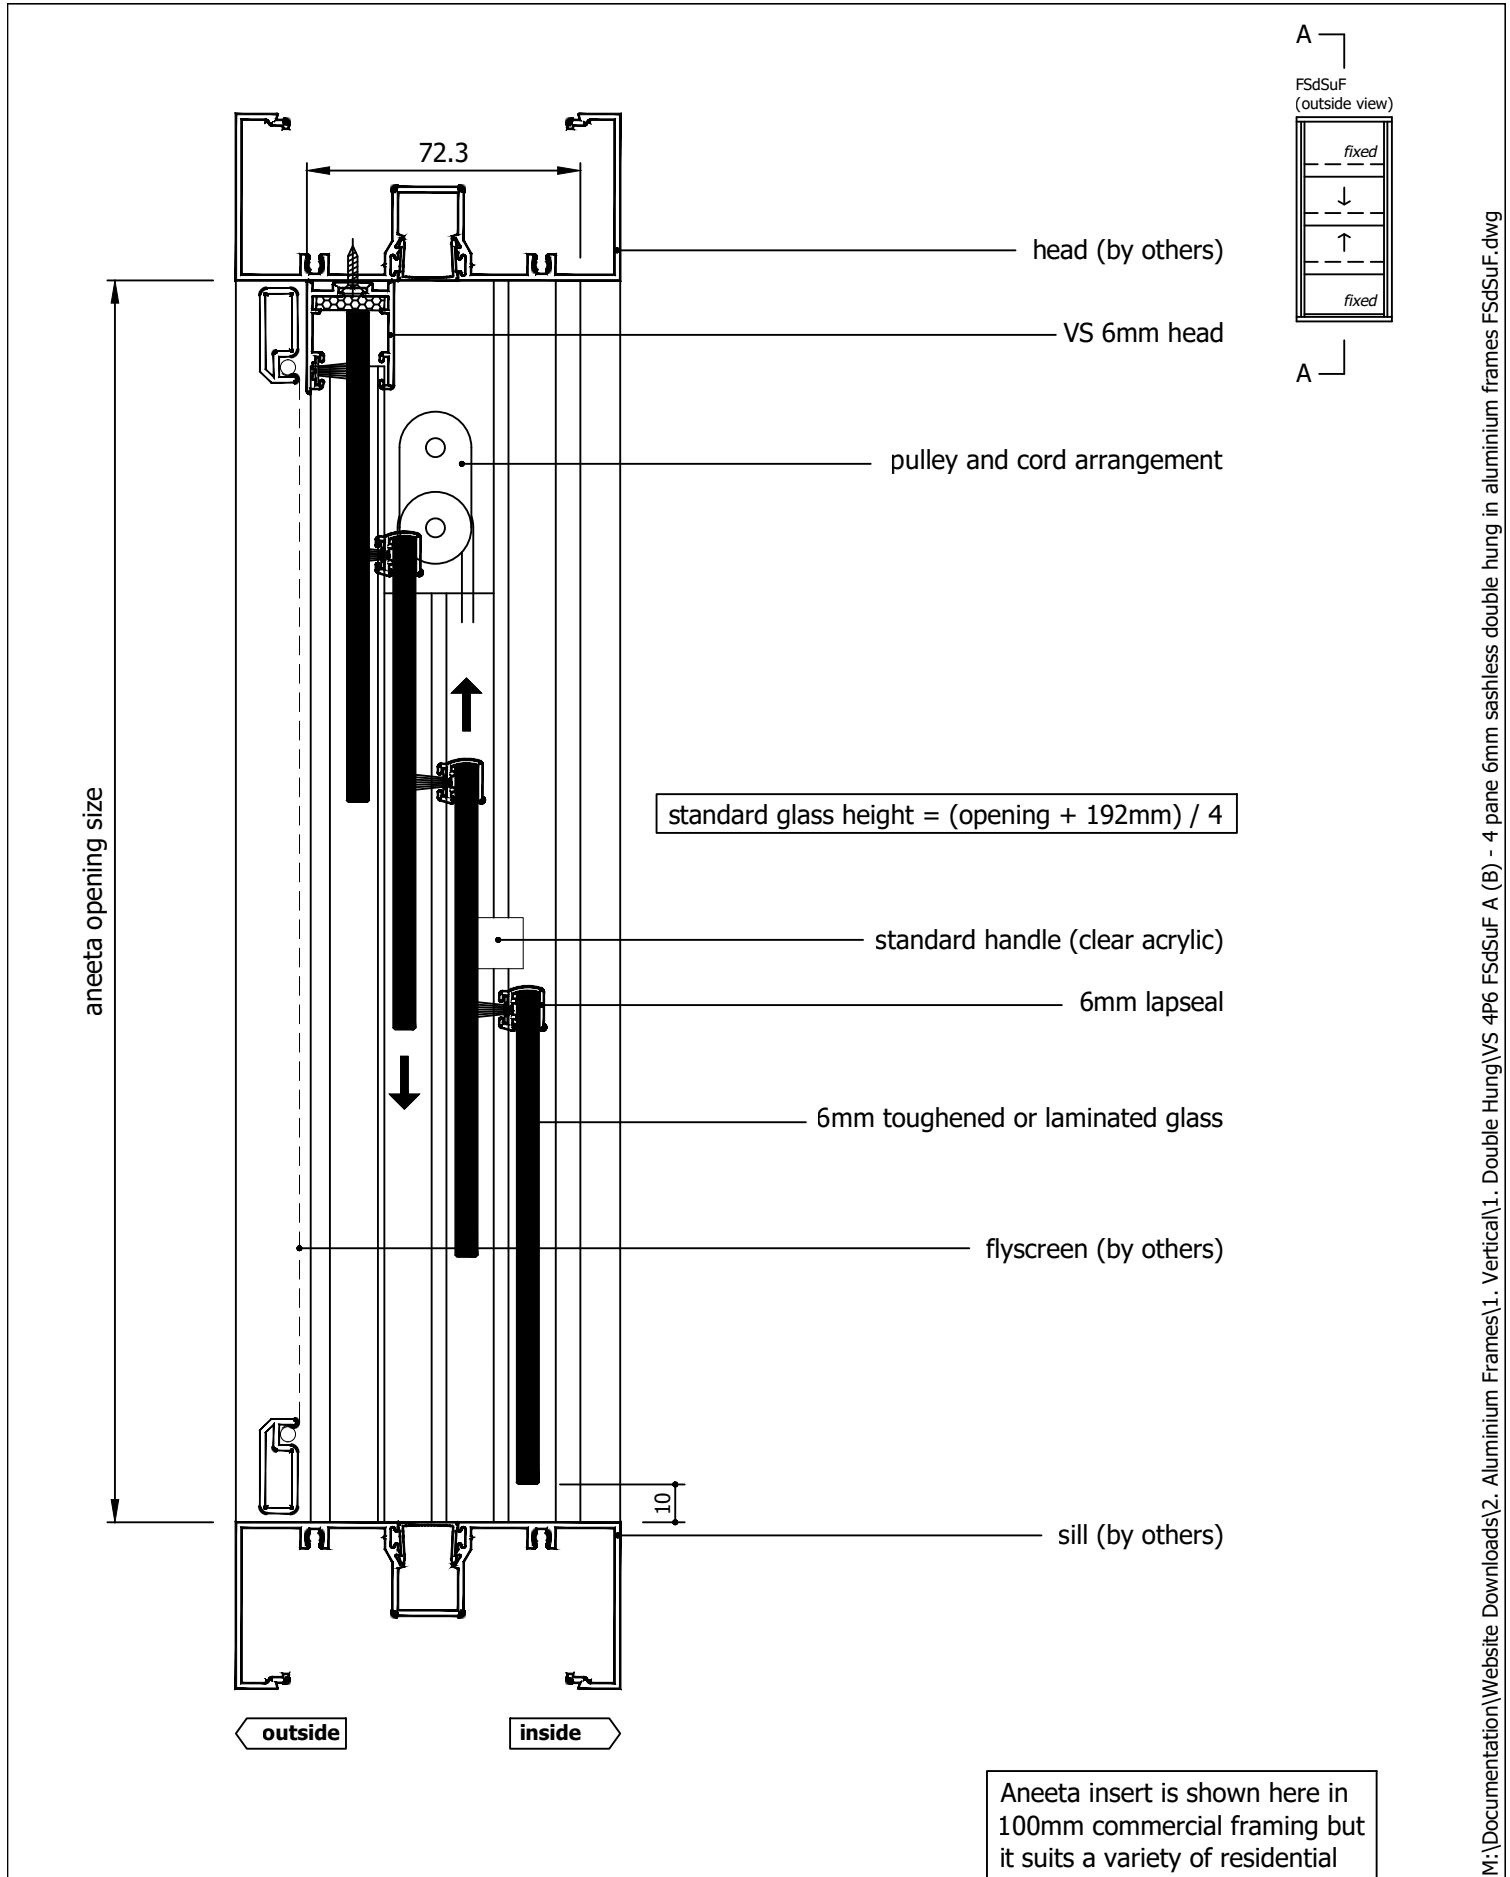 A
FSdSuF
(outside view)
fixed
fixed
A
72.3
head (by others)
VS 6mm head
pulley and cord arrangement
aneeta opening size
standard glass height = (opening + 192mm) / 4
standard handle (clear acrylic)
6mm lapseal
6mm toughened or laminated glass
flyscreen (by others)
10
sill (by others)
outside
inside
Aneeta insert is shown here in
100mm commercial framing but
it suits a variety of residential
M:\Documentation\Website Downloads\2. Aluminium Frames\1. Vertical\1. Double Hung\VS 4P6 FSdSuF A (B) - 4 pane 6mm sashless double hung in aluminium frames FSdSuF.dwg